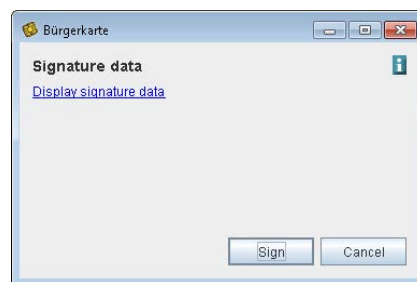 Bürgerkarte
Signature data
Display signature data
Sign
Cancel